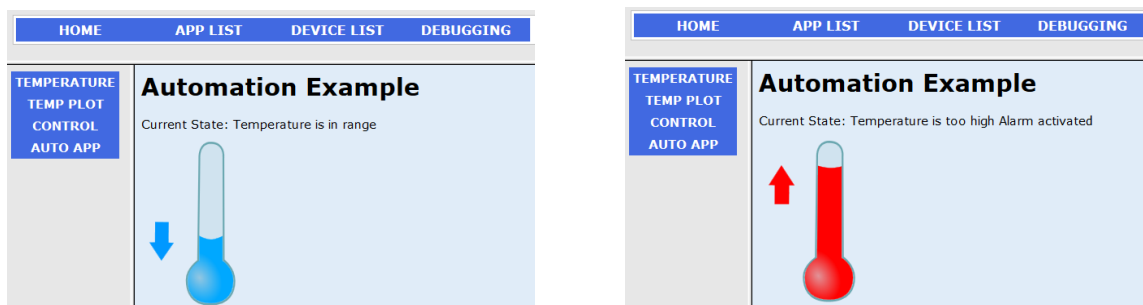 HOME APP LIST DEVICE LIST DEBUGGING
TEMPERATURE
TEMP PLOT
CONTROL
AUTO APP
Automation Example
Current State: Temperature is in range
HOME APP LIST DEVICE LIST DEBUGGING
TEMPERATURE
TEMP PLOT
CONTROL
AUTO APP
Automation Example
Current State: Temperature is too high Alarm activated